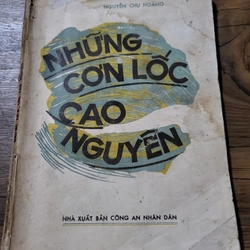 NGUYỄN CHU HOÀNG
NHỮNG
CƠN LỐC
CAO
NGUYÊN
NHÀ XUẤT BẢN CÔNG AN NHÂN DÂN